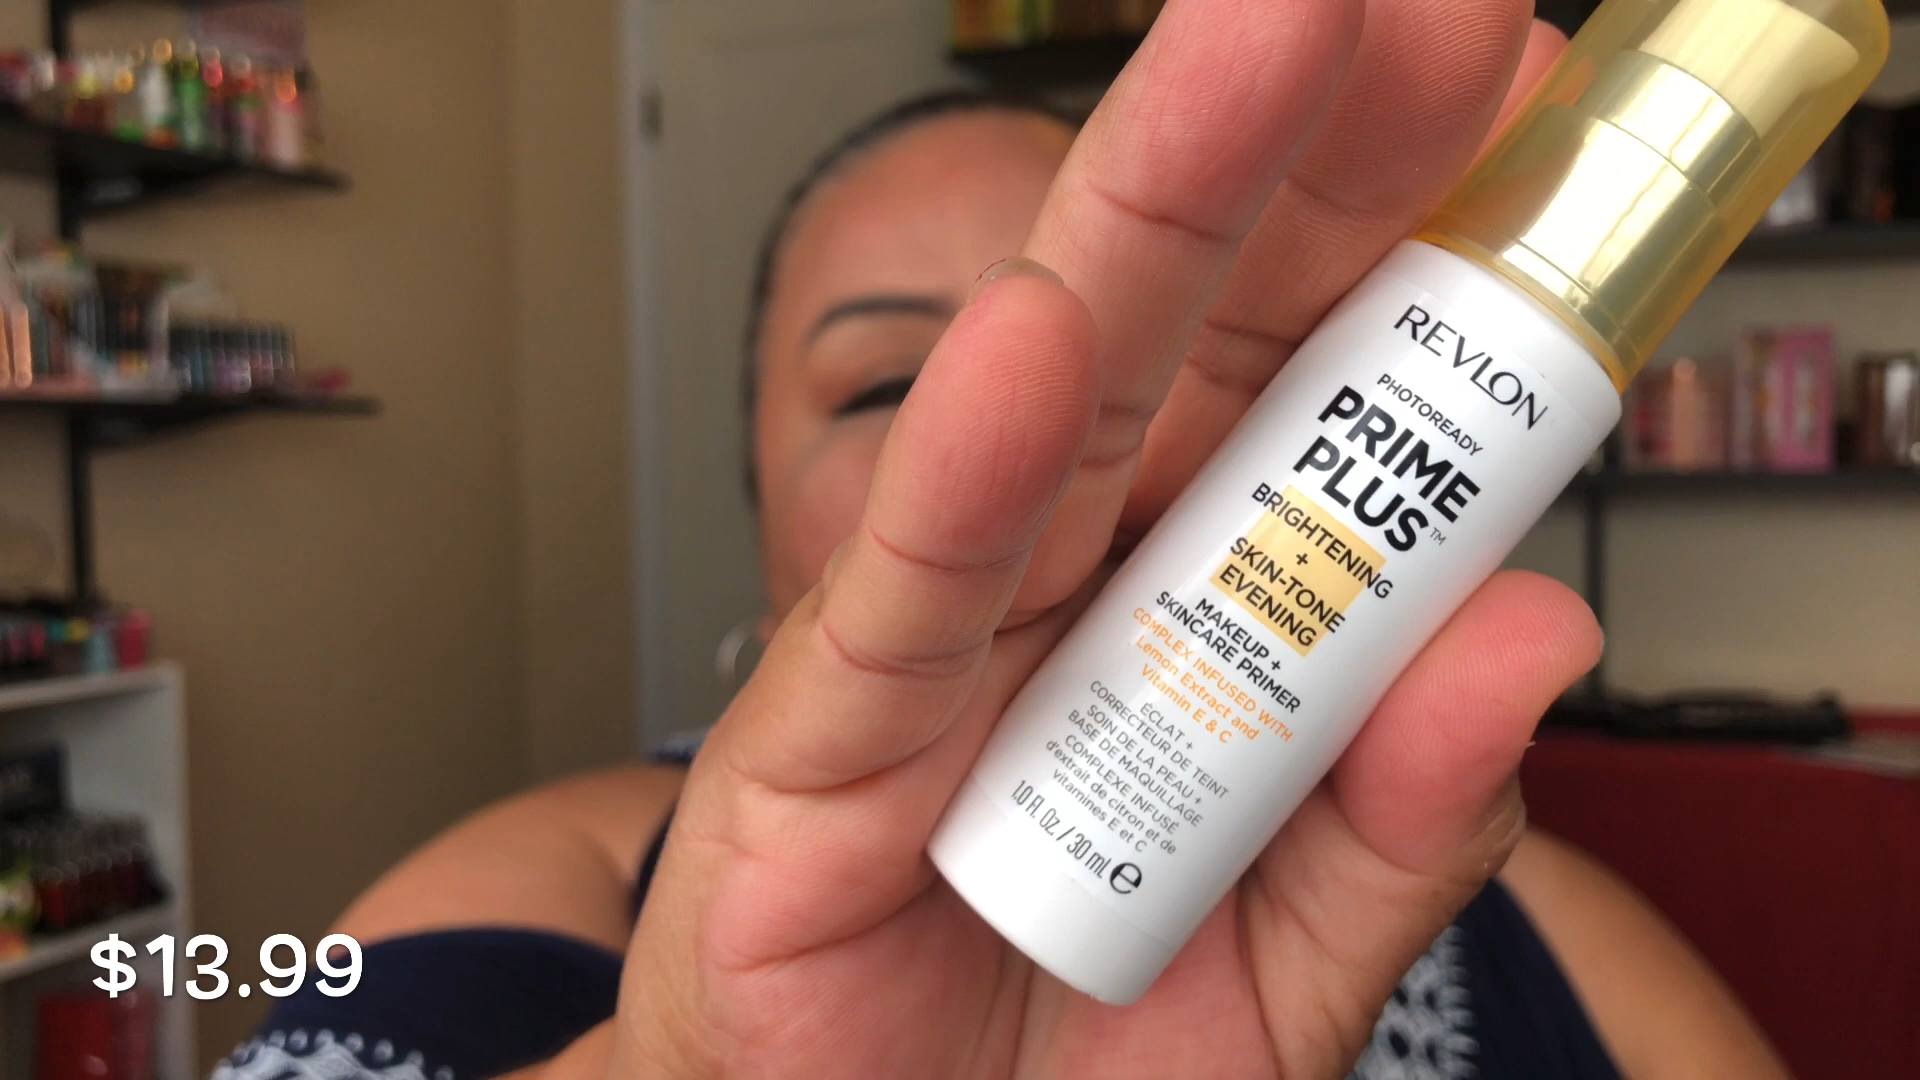 REVLON
PHOTOREADY
PRIME
PLUS™
BRIGHTENING
+
SKIN-TONE
EVENING
MAKEUP +
SKINCARE PRIMER
COMPLEX INFUSED WITH
Lemon Extract and
Vitamin E & C
ÉCLAT +
CORRECTEUR DE TEINT
SOIN DE LA PEAU +
BASE DE MAQUILLAGE
COMPLEXE INFUSÉ
d'extrait de citron et de
vitamines E et C
1.0 Fl. Oz. / 30 mL e
$13.99